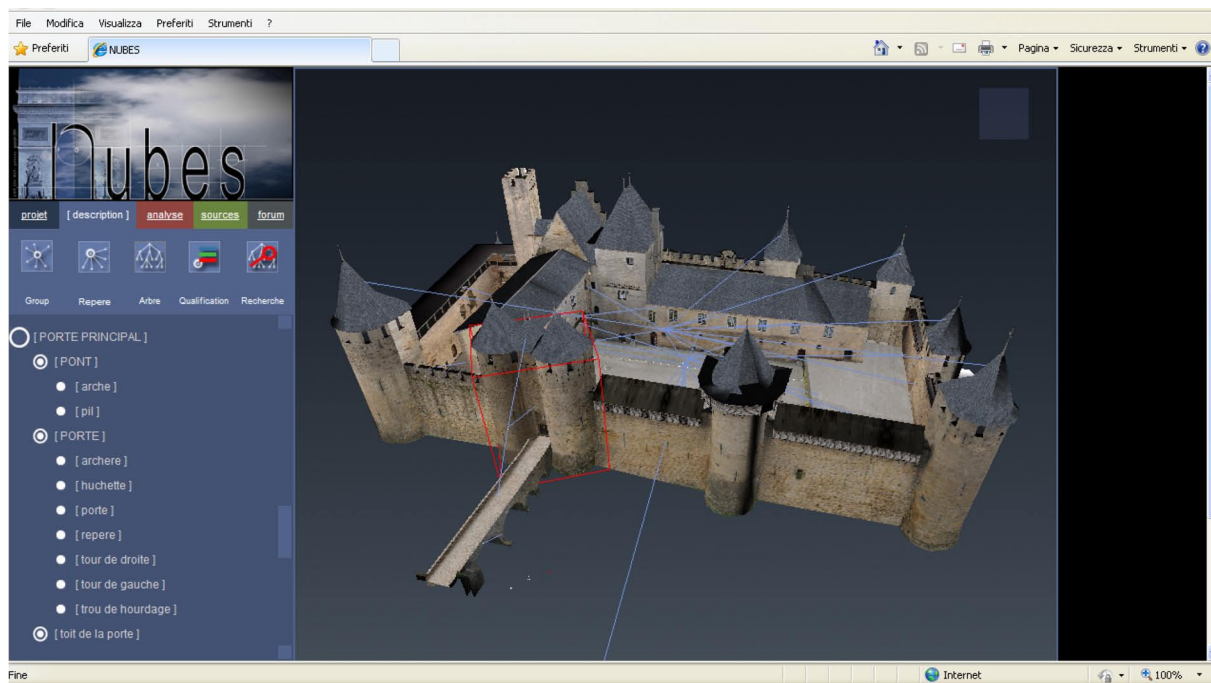 File Modifica Visualizza Preferiti Strumenti ?
Preferiti NUBES Pagina Sicurezza Strumenti
nubes
projet [ description ] analyse sources forum
Group Repere Arbre Qualification Recherche
[ PORTE PRINCIPAL ]
[ PONT ]
[ arche ]
[ pil ]
[ PORTE ]
[ archere ]
[ huchette ]
[ porte ]
[ repere ]
[ tour de droite ]
[ tour de gauche ]
[ trou de hourdage ]
[ toit de la porte ]
Fine Internet 100%